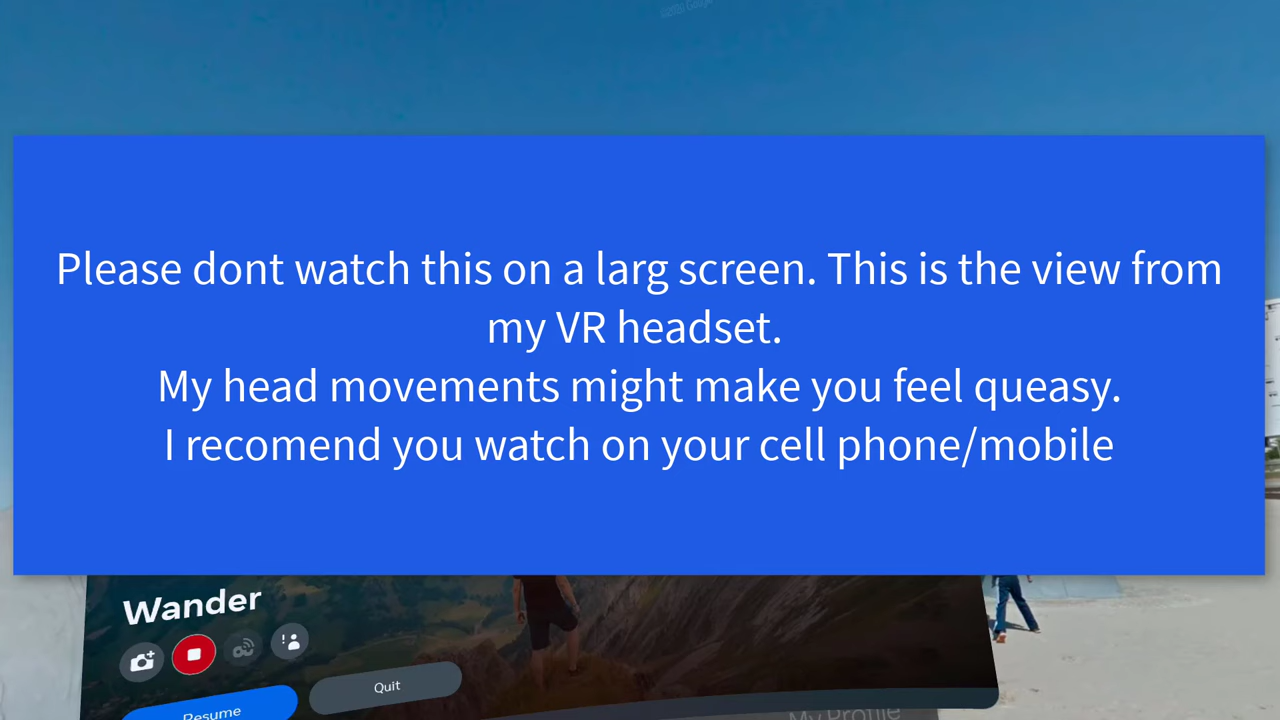 Google
Please dont watch this on a larg screen. This is the view from
my VR headset.
My head movements might make you feel queasy.
I recomend you watch on your cell phone/mobile
Wander
Quit
Resume
My Profile